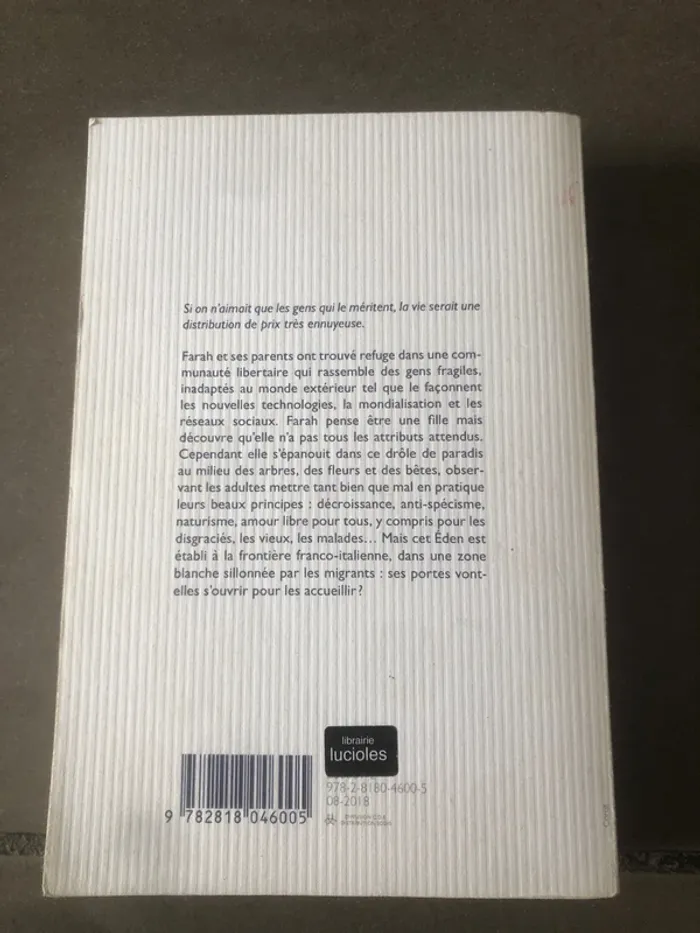 Si on n'aimait que les gens qui le méritent, la vie serait une
distribution de prix très ennuyeuse.
Farah et ses parents ont trouvé refuge dans une com-
munauté libertaire qui rassemble des gens fragiles,
inadaptés au monde extérieur tel que le façonnent
les nouvelles technologies, la mondialisation et les
réseaux sociaux. Farah pense être une fille mais
découvre qu'elle n'a pas tous les attributs attendus.
Cependant elle s'épanouit dans ce drôle de paradis
au milieu des arbres, des fleurs et des bêtes, obser-
vant les adultes mettre tant bien que mal en pratique
leurs beaux principes : décroissance, anti-spécisme,
naturisme, amour libre pour tous, y compris pour les
disgraciés, les vieux, les malades... Mais cet Éden est
établi à la frontière franco-italienne, dans une zone
blanche sillonnée par les migrants : ses portes vont-
elles s'ouvrir pour les accueillir ?
librairie
lucioles
978-2-8180-4600-5
08-2018
9 782818 046005